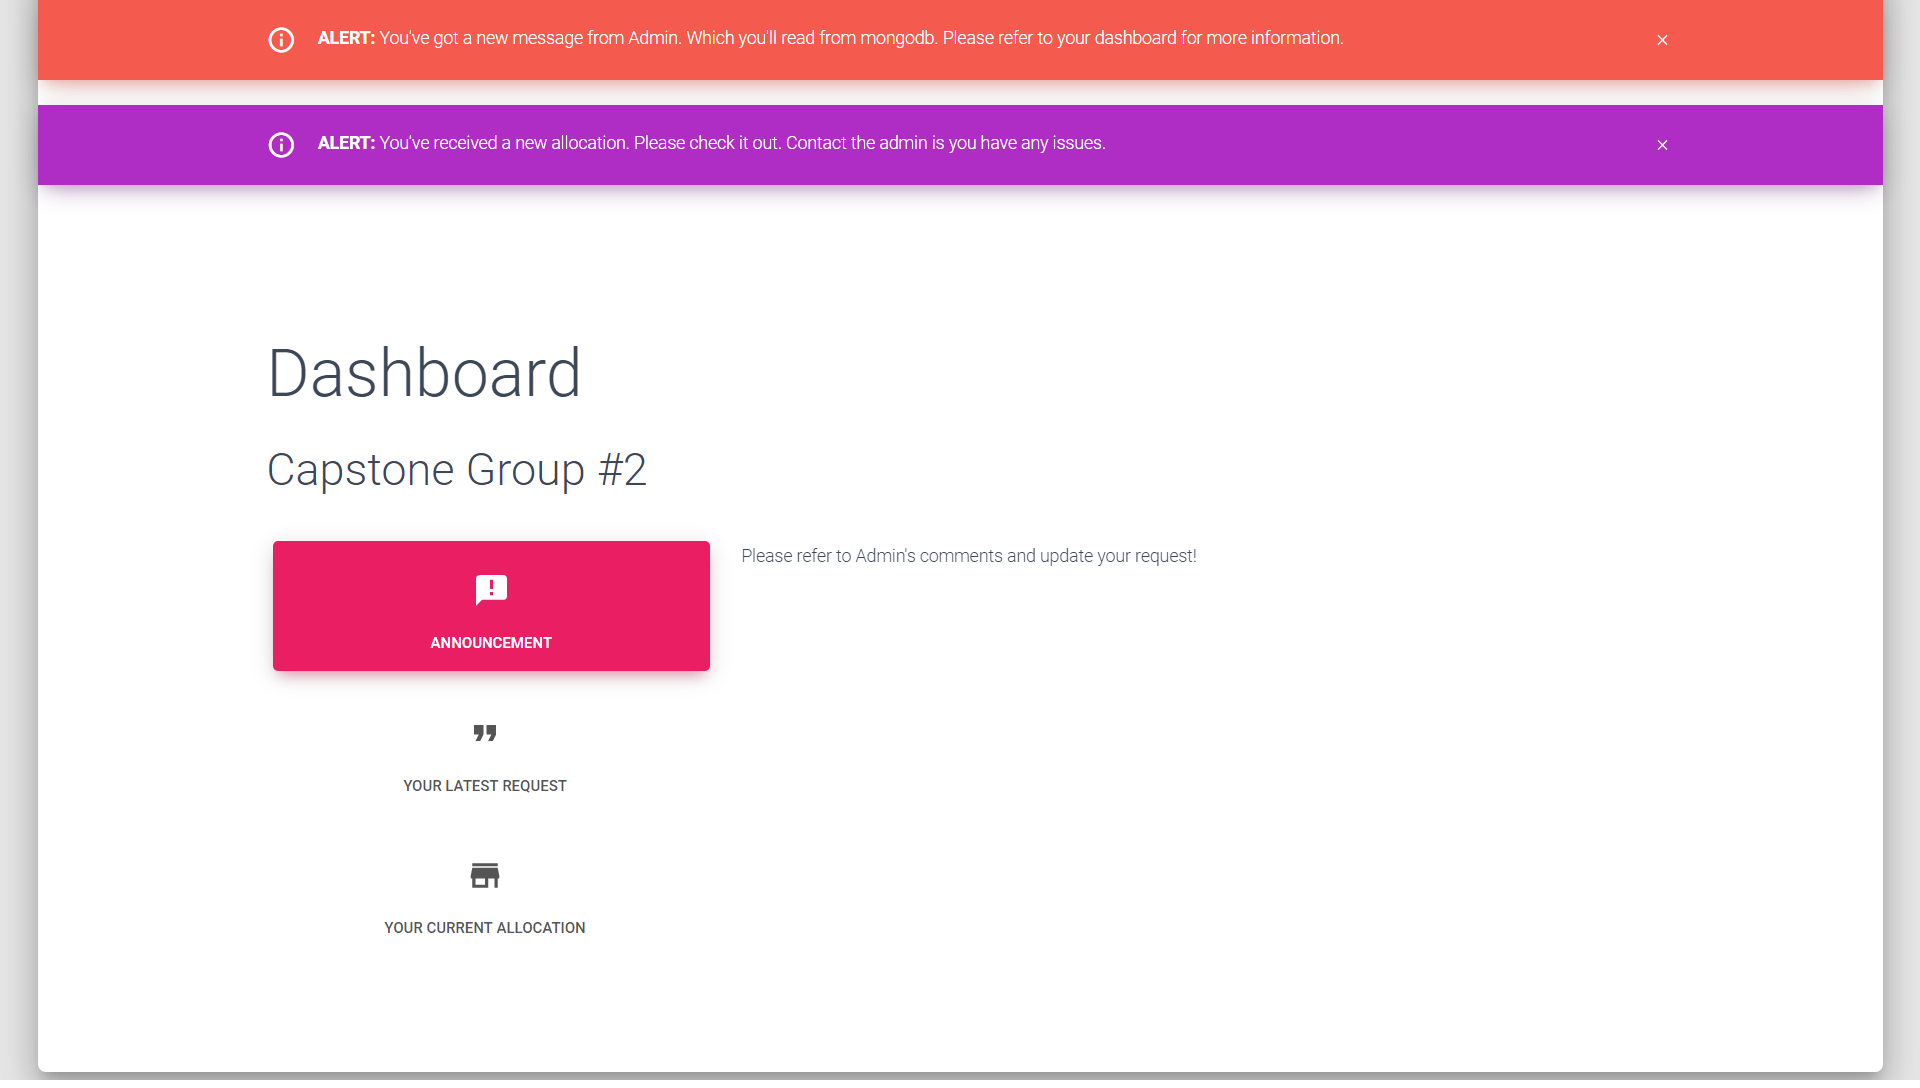 ALERT: You've got a new message from Admin. Which you'll read from mongodb. Please refer to your dashboard for more information.
ALERT: You've received a new allocation. Please check it out. Contact the admin is you have any issues.
Dashboard
Capstone Group #2
ANNOUNCEMENT
Please refer to Admin's comments and update your request!
YOUR LATEST REQUEST
YOUR CURRENT ALLOCATION